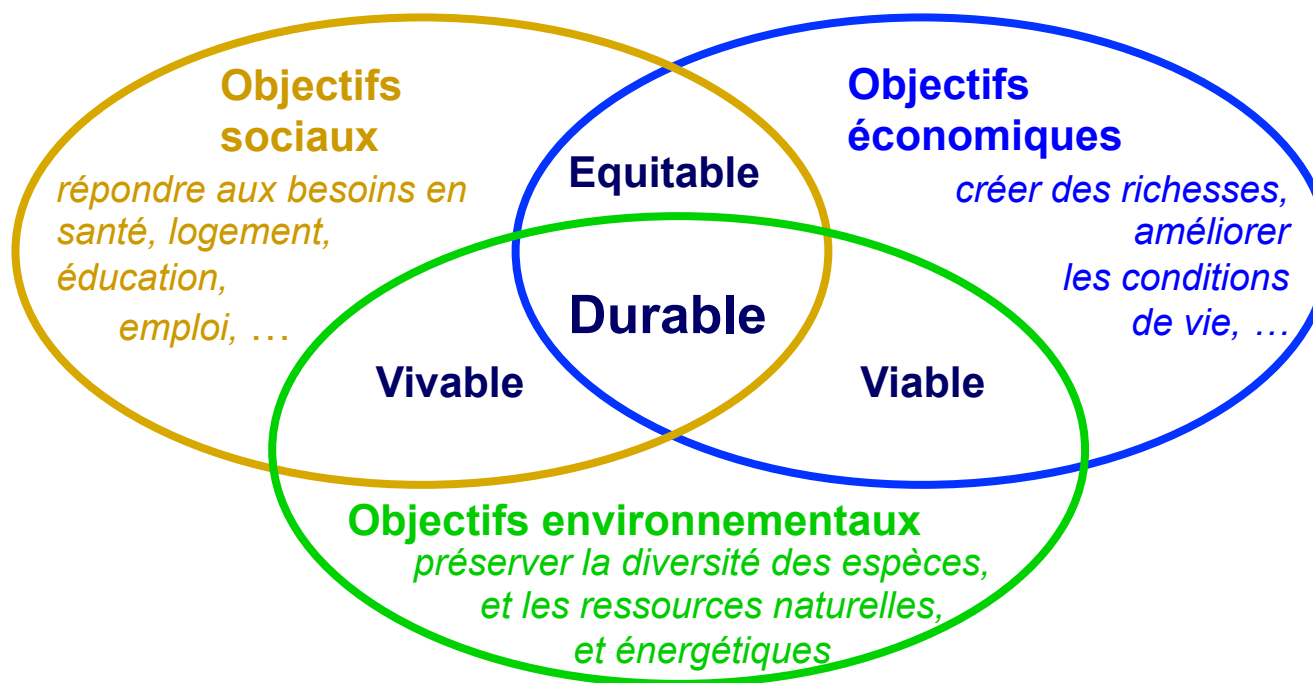 Objectifs
sociaux
répondre aux besoins en
santé, logement,
éducation,
emploi, …
Equitable
Objectifs
économiques
créer des richesses,
améliorer
les conditions
de vie, …
Durable
Vivable
Viable
Objectifs environnementaux
préserver la diversité des espèces,
et les ressources naturelles,
et énergétiques